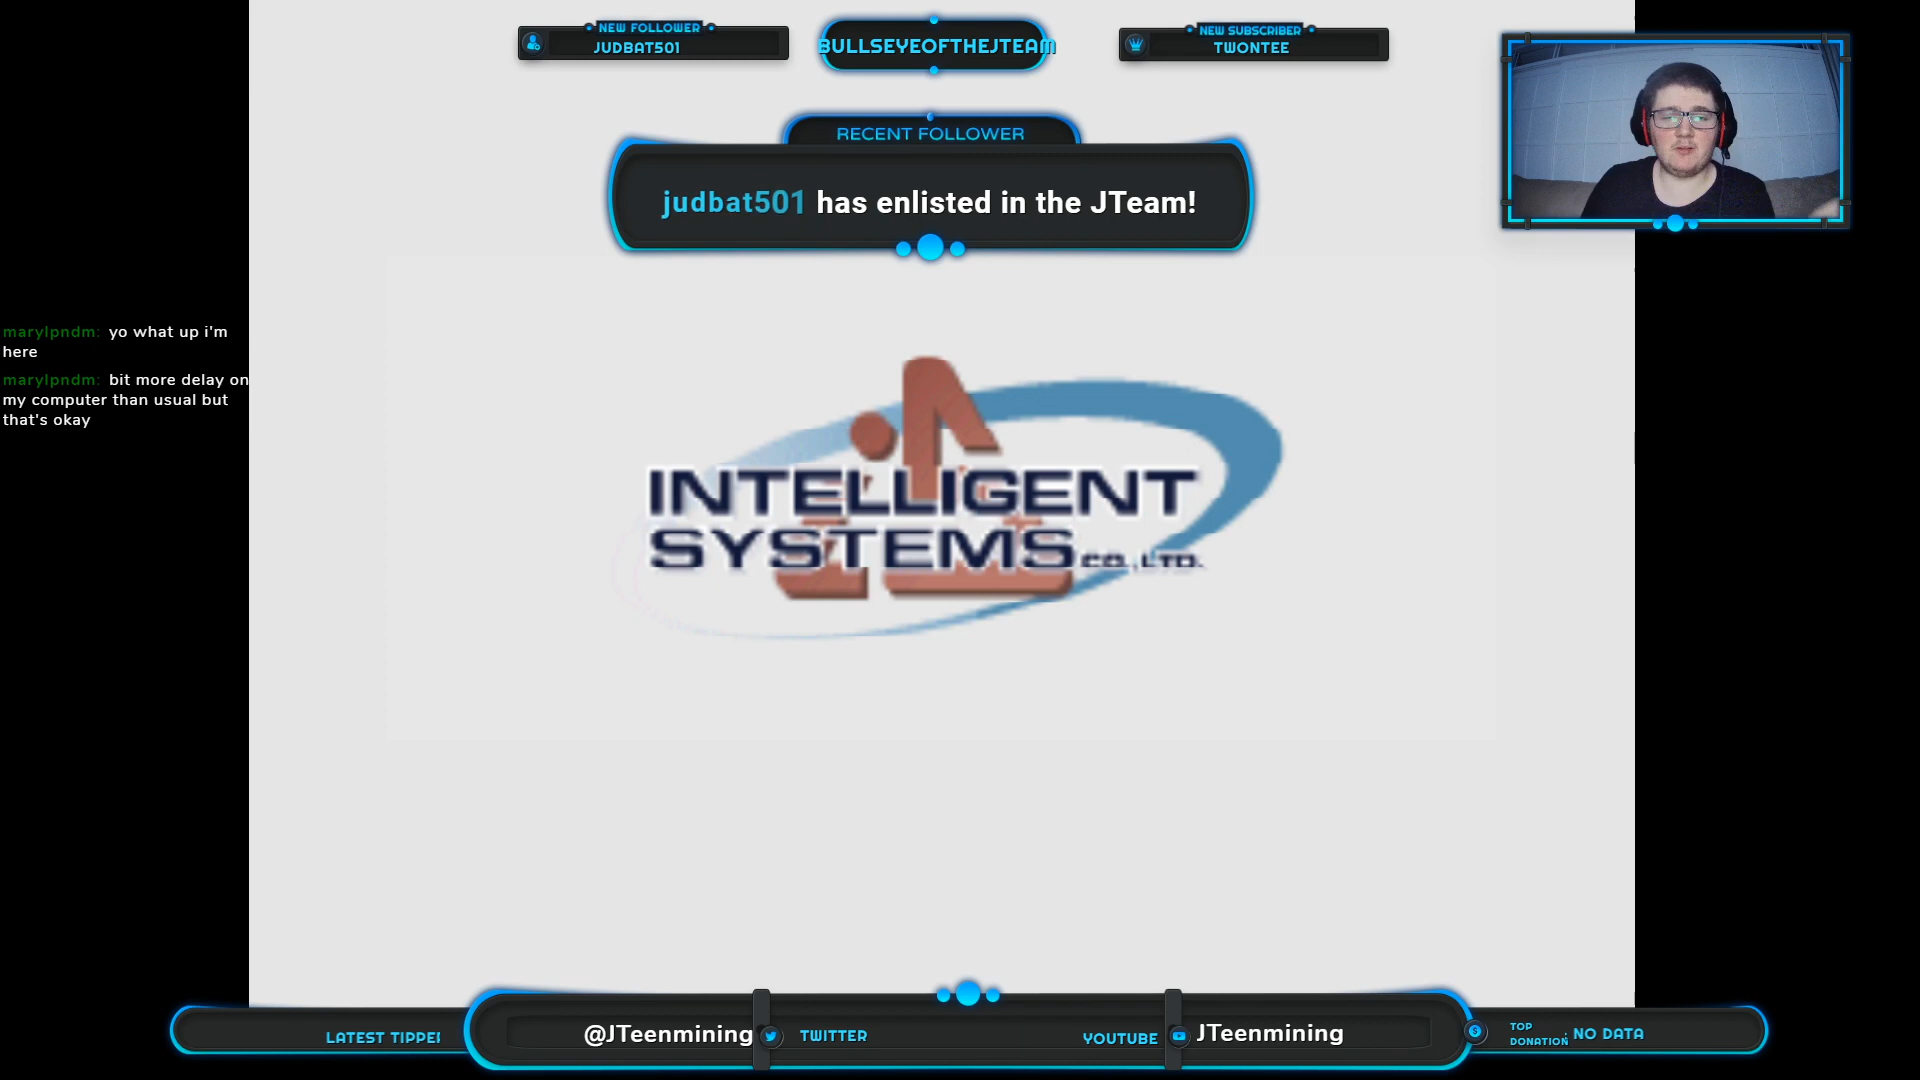 NEW FOLLOWER
JUDBAT501
BULLSEYEOFTHEJTEAM
NEW SUBSCRIBER
TWONTEE
RECENT FOLLOWER
judbat501 has enlisted in the JTeam!
marylpndm: yo what up i'm
here
marylpndm: bit more delay on
my computer than usual but
that's okay
INTELLIGENT
SYSTEMS CO.,LTD.
LATEST TIPPER
@JTeenmining
TWITTER
YOUTUBE
JTeenmining
TOP
DONATION
NO DATA